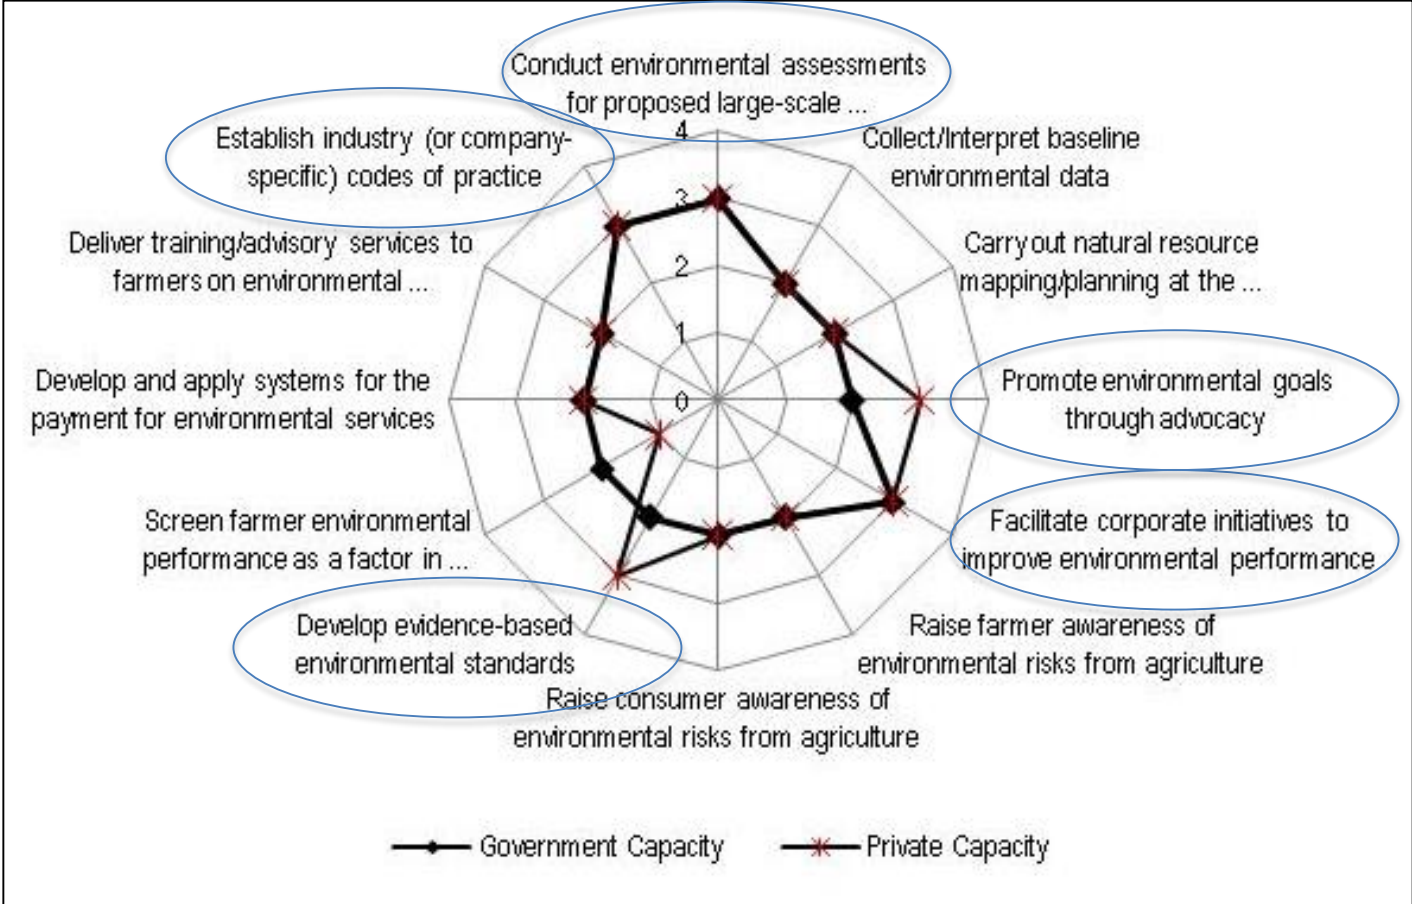 Conduct environmental assessments
for proposed large-scale ...
Establish industry (or company-
specific) codes of practice
Collect/Interpret baseline
environmental data
Deliver training/advisory services to
farmers on environmental ...
Carry out natural resource
mapping/planning at the ...
Develop and apply systems for the
payment for environmental services
Promote environmental goals
through advocacy
Screen farmer environmental
performance as a factor in ...
Facilitate corporate initiatives to
improve environmental performance
Develop evidence-based
environmental standards
Raise farmer awareness of
environmental risks from agriculture
Raise consumer awareness of
environmental risks from agriculture
4
3
2
1
0
Government Capacity
Private Capacity